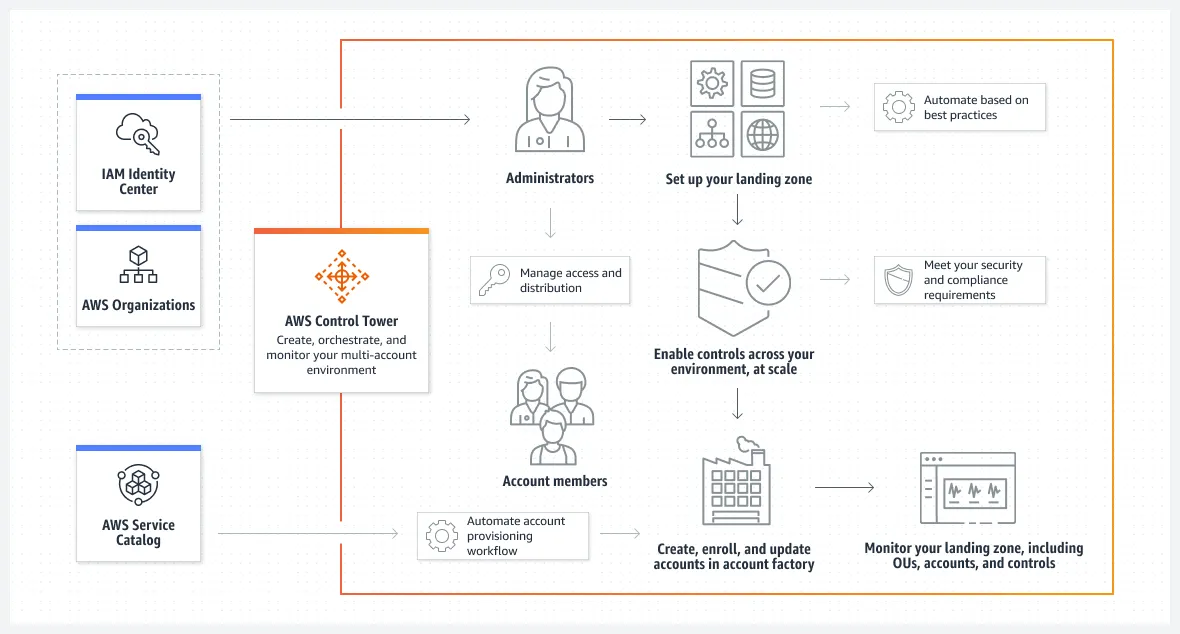 IAM Identity
Center
AWS Organizations
AWS Control Tower
Create, orchestrate, and
monitor your multi-account
environment
AWS Service
Catalog
Administrators
Manage access and
distribution
Account members
Automate account
provisioning
workflow
Set up your landing zone
Automate based on
best practices
Enable controls across your
environment, at scale
Meet your security
and compliance
requirements
Create, enroll, and update
accounts in account factory
Monitor your landing zone, including
OUs, accounts, and controls